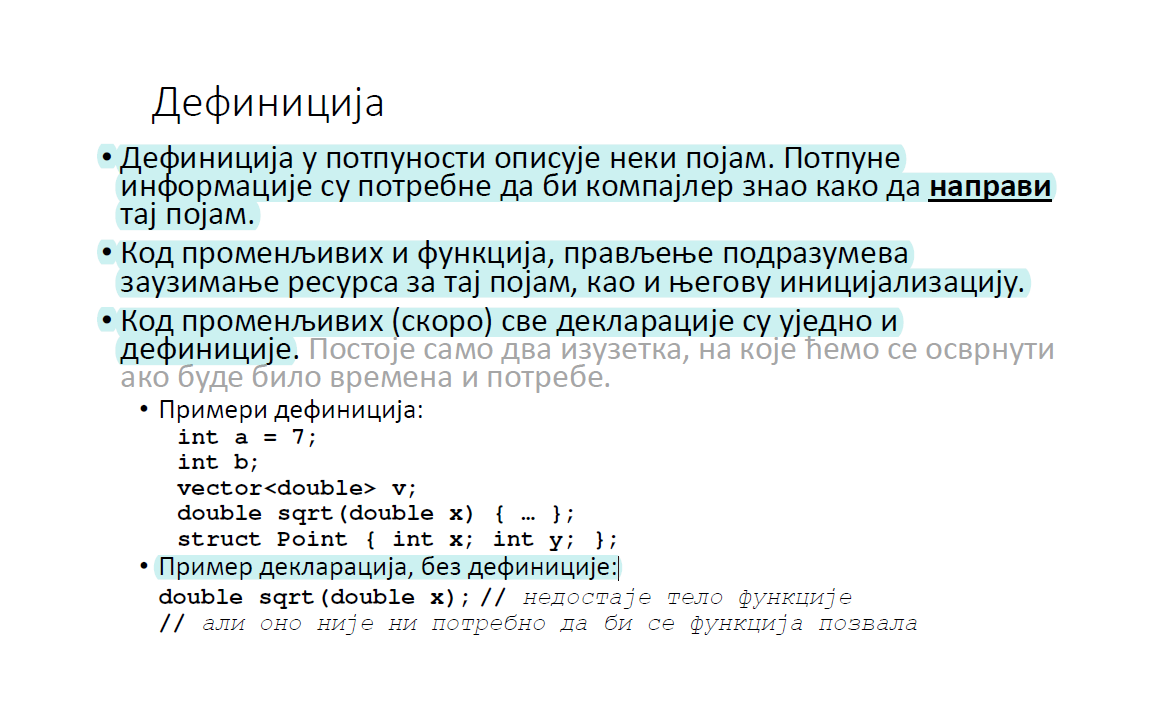 Дефиниција
• Дефиниција у потпуности описује неки појам. Потпуне
информације су потребне да би компајлер знао како да направи
тај појам.
• Код променљивих и функција, прављење подразумева
заузимање ресурса за тај појам, као и његову иницијализацију.
• Код променљивих (скоро) све декларације су уједно и
дефиниције. Постоје само два изузетка, на које ћемо се осврнути
ако буде било времена и потребе.
• Примери дефиниција:
int a = 7;
int b;
vector<double> v;
double sqrt(double x) { … };
struct Point { int x; int y; };
• Пример декларација, без дефиниције:
double sqrt(double x); // недостаје тело функције
// али оно није ни потребно да би се функција позвала